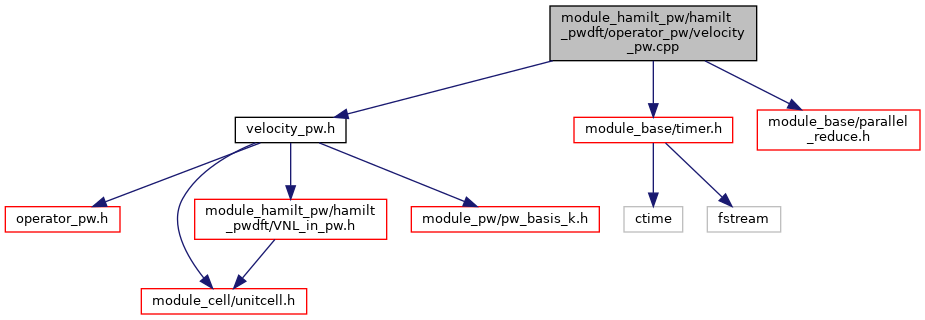 module_hamilt_pw/hamilt
_pwdft/operator_pw/velocity
_pw.cpp
velocity_pw.h
module_base/timer.h
module_base/parallel
_reduce.h
operator_pw.h
module_hamilt_pw/hamilt
_pwdft/VNL_in_pw.h
module_pw/pw_basis_k.h
ctime
fstream
module_cell/unitcell.h